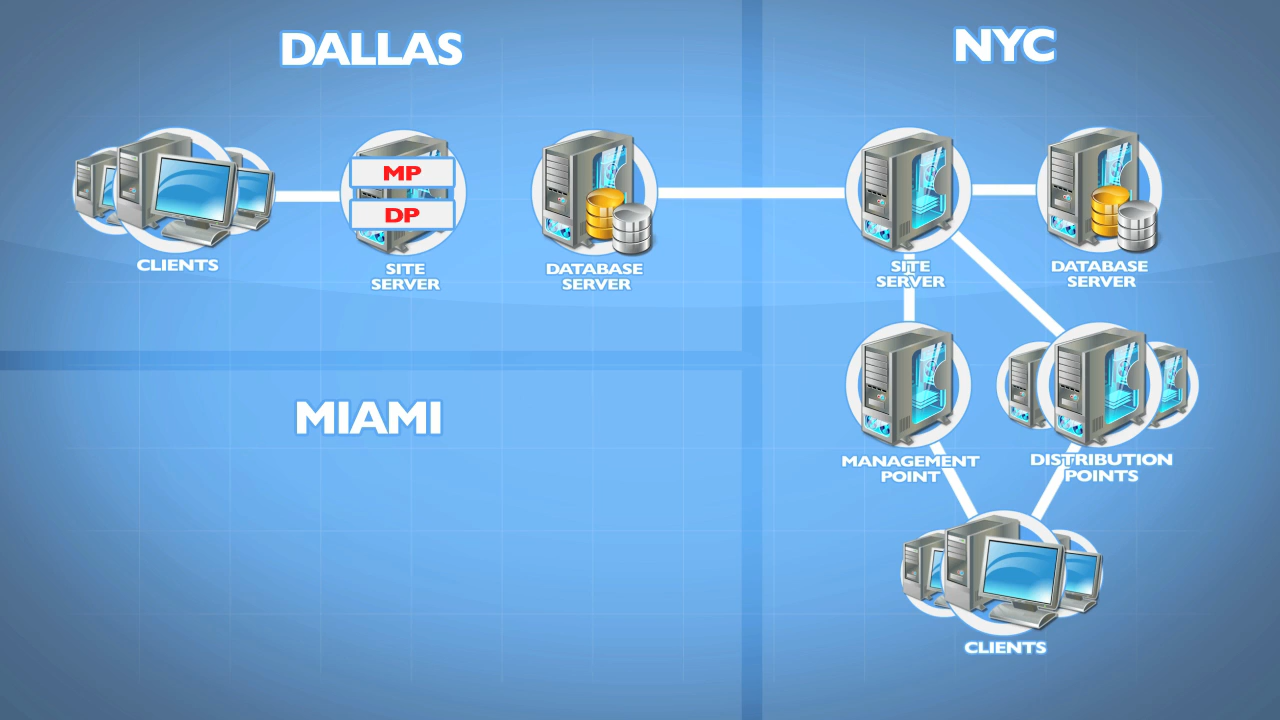 DALLAS
NYC
MP
DP
CLIENTS
SITE
SERVER
DATABASE
SERVER
SITE
SERVER
DATABASE
SERVER
MIAMI
MANAGEMENT
POINT
DISTRIBUTION
POINTS
CLIENTS